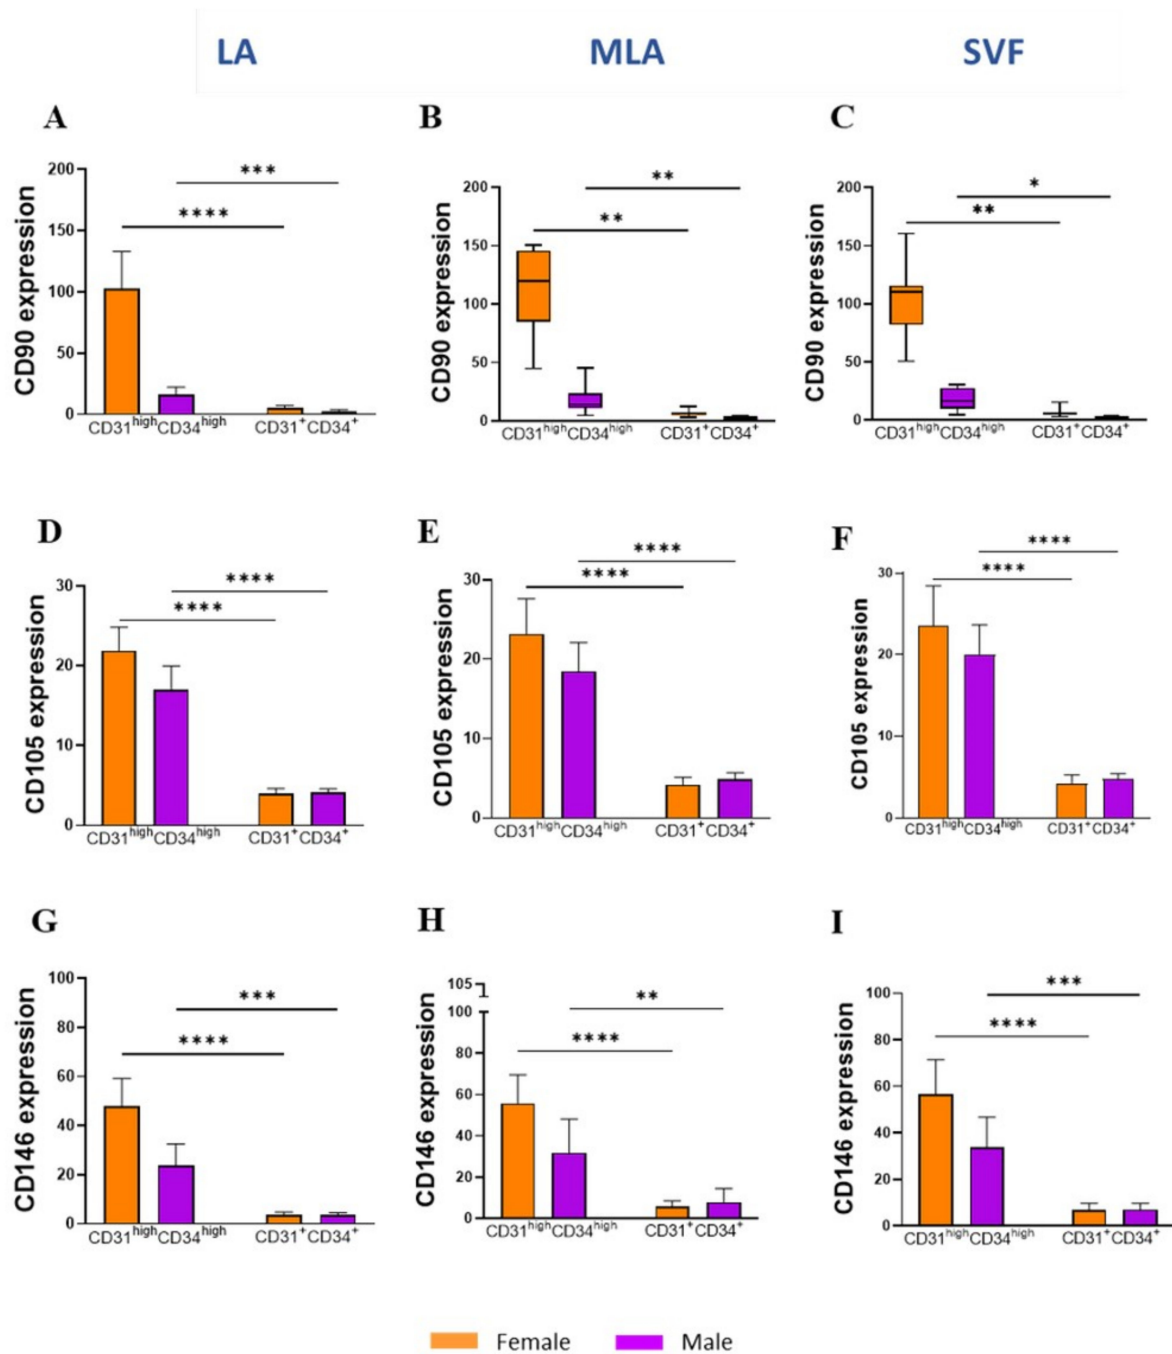 LA MLA SVF
A B C
CD90 expression
200
150
100
50
0
*** 
****
CD31highCD34high CD31+CD34+
CD90 expression
200
150
100
50
0
**
**
CD31highCD34high CD31+CD34+
CD90 expression
200
150
100
50
0
*
**
CD31highCD34high CD31+CD34+
D E F
CD105 expression
30
20
10
0
****
****
CD31highCD34high CD31+CD34+
CD105 expression
30
20
10
0
****
****
CD31highCD34high CD31+CD34+
CD105 expression
30
20
10
0
****
****
CD31highCD34high CD31+CD34+
G H I
CD146 expression
100
80
60
40
20
0
***
****
CD31highCD34high CD31+CD34+
CD146 expression
105
100
80
60
40
20
0
**
****
CD31highCD34high CD31+CD34+
CD146 expression
100
80
60
40
20
0
***
****
CD31highCD34high CD31+CD34+
Female Male